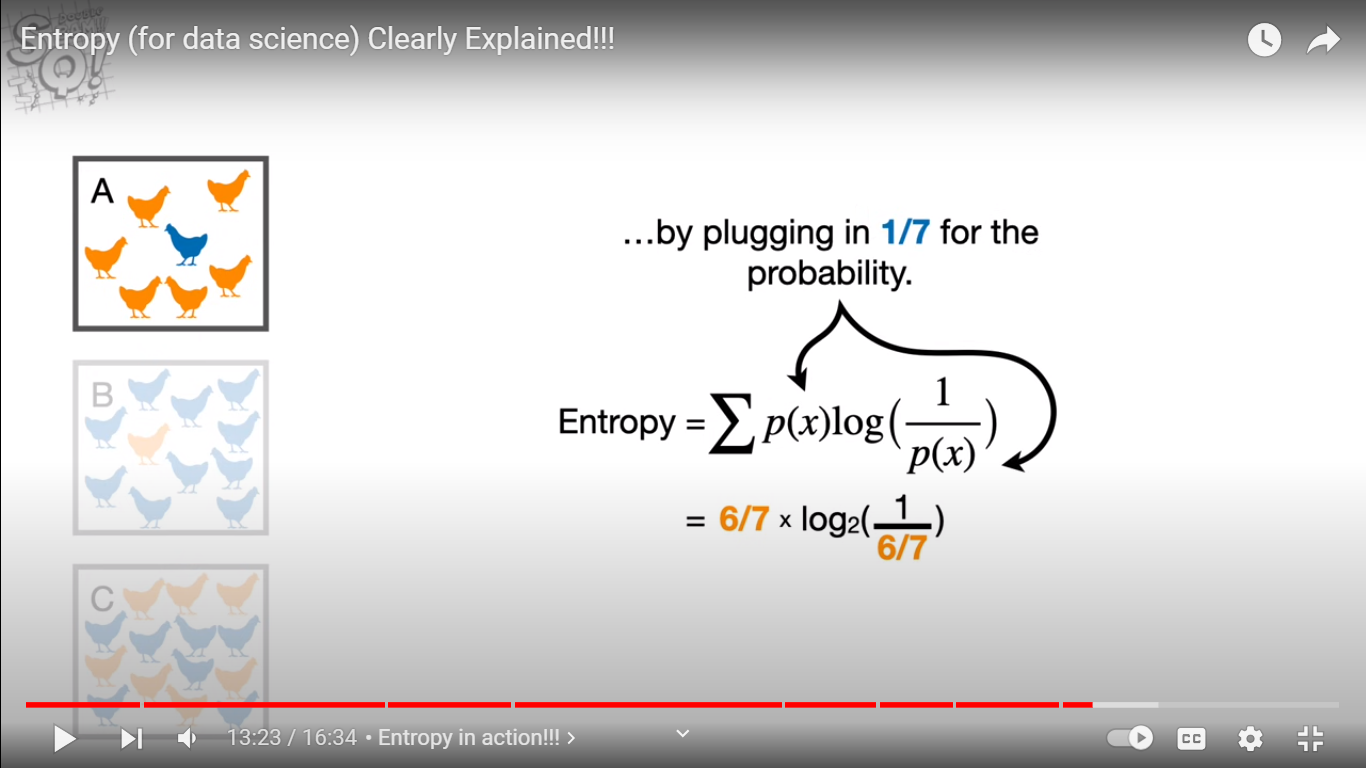 Entropy (for data science) Clearly Explained!!!
A
…by plugging in 1/7 for the
probability.
Entropy = ∑ p(x)log(1/p(x))
= 6/7 x log₂(1/6/7)
B
C
13:23 / 16:34 • Entropy in action!!! >
CC